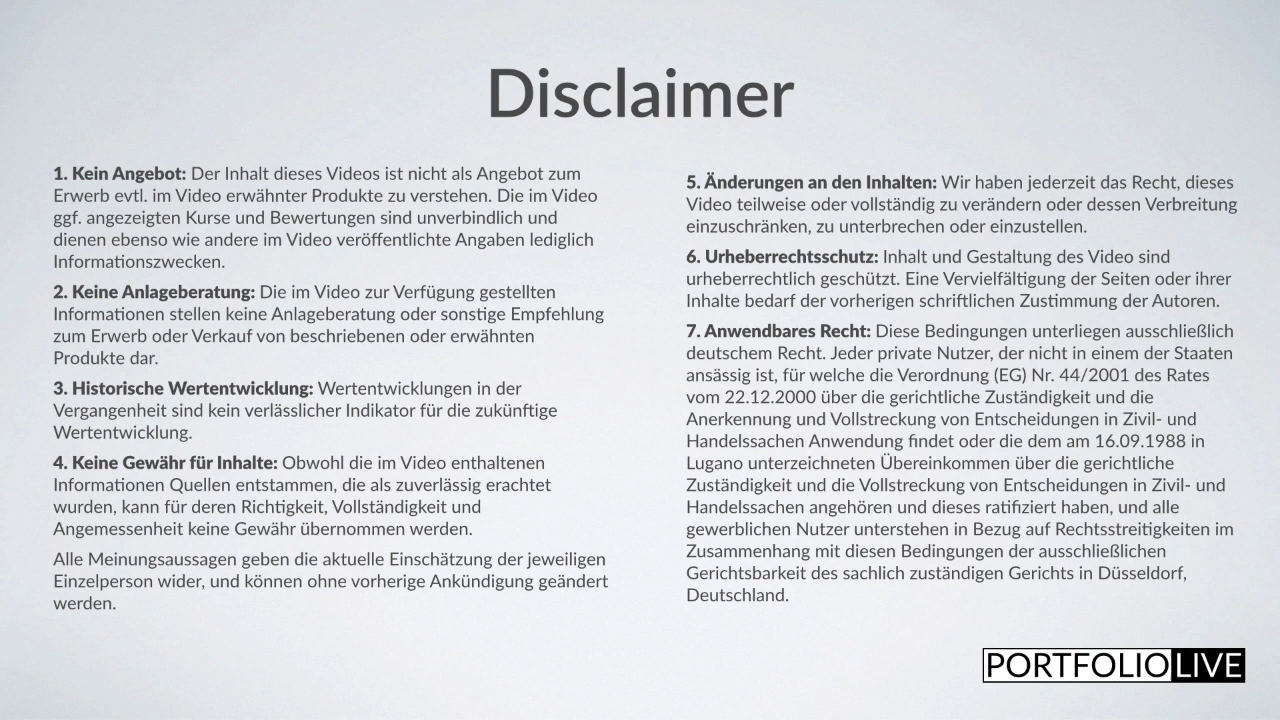 Disclaimer
1. Kein Angebot: Der Inhalt dieses Videos ist nicht als Angebot zum
Erwerb evtl. im Video erwähnter Produkte zu verstehen. Die im Video
ggf. angezeigten Kurse und Bewertungen sind unverbindlich und
dienen ebenso wie andere im Video veröffentlichte Angaben lediglich
Informationszwecken.
2. Keine Anlageberatung: Die im Video zur Verfügung gestellten
Informationen stellen keine Anlageberatung oder sonstige Empfehlung
zum Erwerb oder Verkauf von beschriebenen oder erwähnten
Produkte dar.
3. Historische Wertentwicklung: Wertentwicklungen in der
Vergangenheit sind kein verlässlicher Indikator für die zukünftige
Wertentwicklung.
4. Keine Gewähr für Inhalte: Obwohl die im Video enthaltenen
Informationen Quellen entstammen, die als zuverlässig erachtet
wurden, kann für deren Richtigkeit, Vollständigkeit und
Angemessenheit keine Gewähr übernommen werden.
Alle Meinungsaussagen geben die aktuelle Einschätzung der jeweiligen
Einzelperson wider, und können ohne vorherige Ankündigung geändert
werden.
5. Änderungen an den Inhalten: Wir haben jederzeit das Recht, dieses
Video teilweise oder vollständig zu verändern oder dessen Verbreitung
einzuschränken, zu unterbrechen oder einzustellen.
6. Urheberrechtsschutz: Inhalt und Gestaltung des Video sind
urheberrechtlich geschützt. Eine Vervielfältigung der Seiten oder ihrer
Inhalte bedarf der vorherigen schriftlichen Zustimmung der Autoren.
7. Anwendbares Recht: Diese Bedingungen unterliegen ausschließlich
deutschem Recht. Jeder private Nutzer, der nicht in einem der Staaten
ansässig ist, für welche die Verordnung (EG) Nr. 44/2001 des Rates
vom 22.12.2000 über die gerichtliche Zuständigkeit und die
Anerkennung und Vollstreckung von Entscheidungen in Zivil- und
Handelssachen Anwendung findet oder die dem am 16.09.1988 in
Lugano unterzeichneten Übereinkommen über die gerichtliche
Zuständigkeit und die Vollstreckung von Entscheidungen in Zivil- und
Handelssachen angehören und dieses ratifiziert haben, und alle
gewerblichen Nutzer unterstehen in Bezug auf Rechtsstreitigkeiten im
Zusammenhang mit diesen Bedingungen der ausschließlichen
Gerichtsbarkeit des sachlich zuständigen Gerichts in Düsseldorf,
Deutschland.
PORTFOLIO LIVE